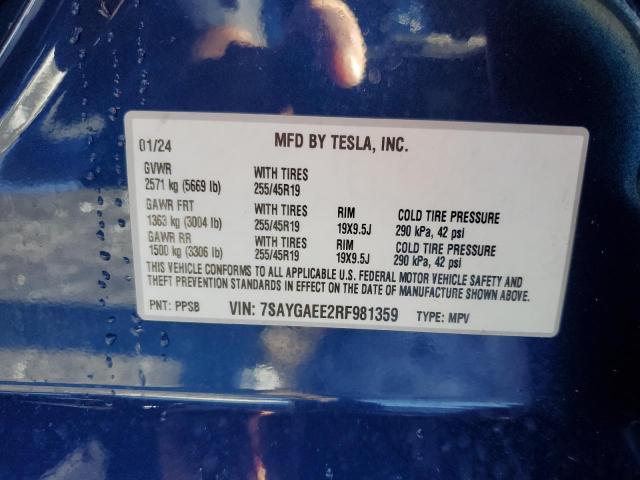 01/24 MFD BY TESLA, INC.
GVWR WITH TIRES
2571 kg (5669 lb) 255/45R19
GAWR FRT WITH TIRES RIM COLD TIRE PRESSURE
1363 kg (3004 lb) 255/45R19 19X9.5J 290 kPa, 42 psi
GAWR RR WITH TIRES RIM COLD TIRE PRESSURE
1500 kg (3306 lb) 255/45R19 19X9.5J 290 kPa, 42 psi
THIS VEHICLE CONFORMS TO ALL APPLICABLE U.S. FEDERAL MOTOR VEHICLE SAFETY AND
THEFT PREVENTION STANDARDS IN EFFECT ON THE DATE OF MANUFACTURE SHOWN ABOVE.
PNT: PPSB VIN: 7SAYGAEE2RF981359 TYPE: MPV